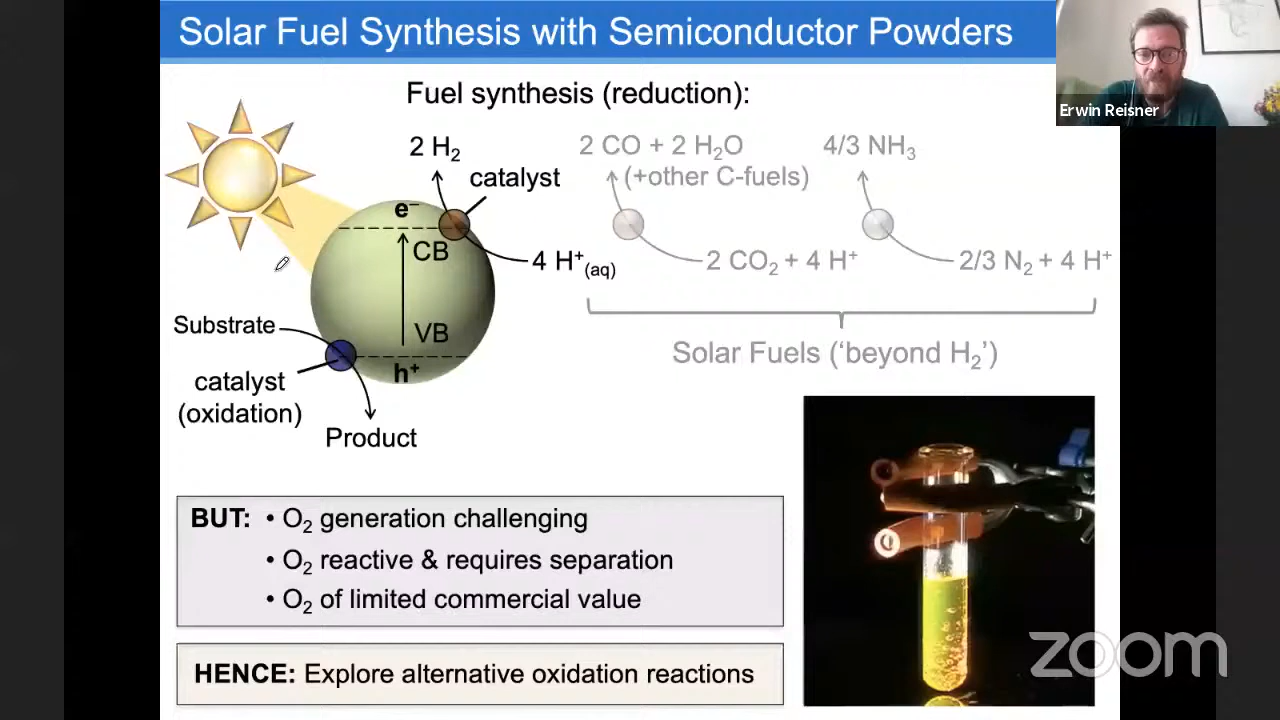 Solar Fuel Synthesis with Semiconductor Powders
Erwin Reisner
Fuel synthesis (reduction):
2 H₂
2 CO + 2 H₂O
4/3 NH₃
catalyst
(+other C-fuels)
e⁻
CB
4 H⁺(aq)
2 CO₂ + 4 H⁺
2/3 N₂ + 4 H⁺
Substrate
VB
h⁺
Solar Fuels (‘beyond H₂’)
catalyst
(oxidation)
Product
BUT: • O₂ generation challenging
• O₂ reactive & requires separation
• O₂ of limited commercial value
HENCE: Explore alternative oxidation reactions
zoom